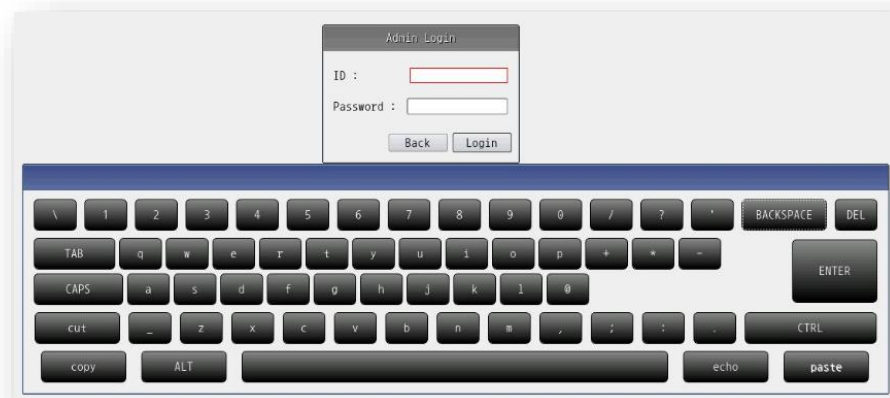 Admin Login
ID :
Password :
Back Login
\ 1 2 3 4 5 6 7 8 9 0 / ? ' BACKSPACE DEL
TAB q w e r t y u i o p + * -
ENTER
CAPS a s d f g h j k l @
cut _ z x c v b n m , ; : . CTRL
copy ALT echo paste